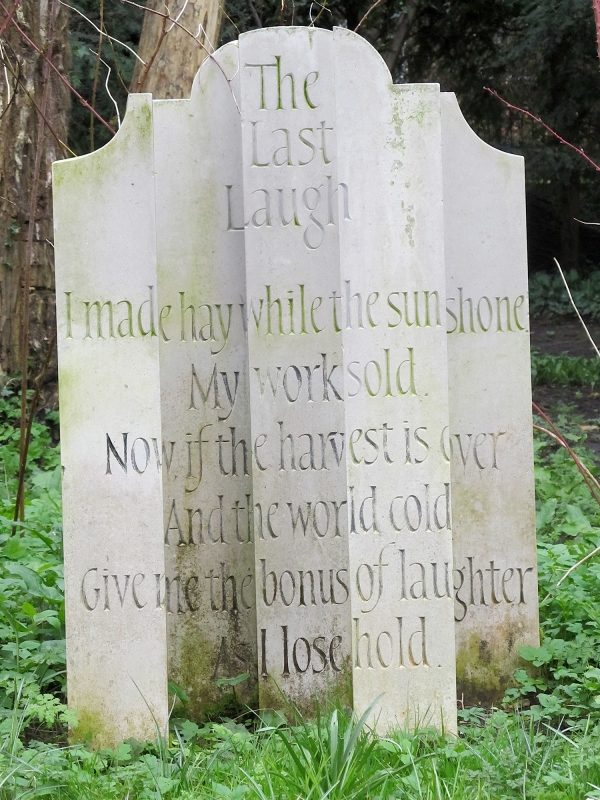 The
Last
Laugh
I made hay while the sun shone.
My work sold.
Now, if the harvest is over
And the world cold
Give me the bonus of laughter
As I lose hold.